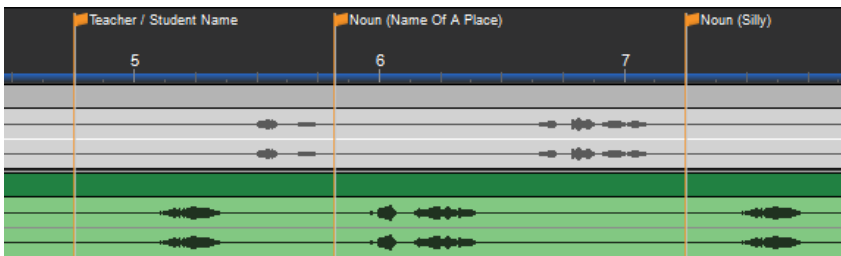 Teacher / Student Name
Noun (Name Of A Place)
Noun (Silly)
5
6
7